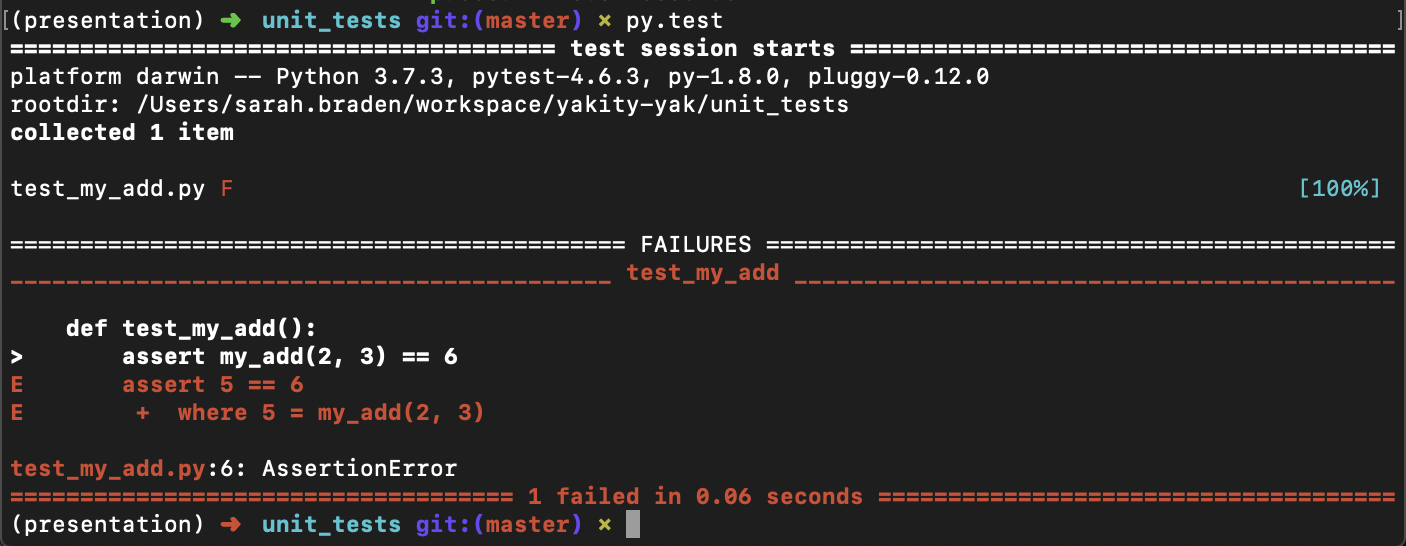 [(presentation) ➜ unit_tests git:(master) × py.test ]
======================================= test session starts =======================================
platform darwin -- Python 3.7.3, pytest-4.6.3, py-1.8.0, pluggy-0.12.0
rootdir: /Users/sarah.braden/workspace/yakity-yak/unit_tests
collected 1 item
test_my_add.py F [100%]
============================================ FAILURES =============================================
___________________________________________ test_my_add ___________________________________________
def test_my_add():
> assert my_add(2, 3) == 6
E assert 5 == 6
E + where 5 = my_add(2, 3)
test_my_add.py:6: AssertionError
==================================== 1 failed in 0.06 seconds =====================================
(presentation) ➜ unit_tests git:(master) ×